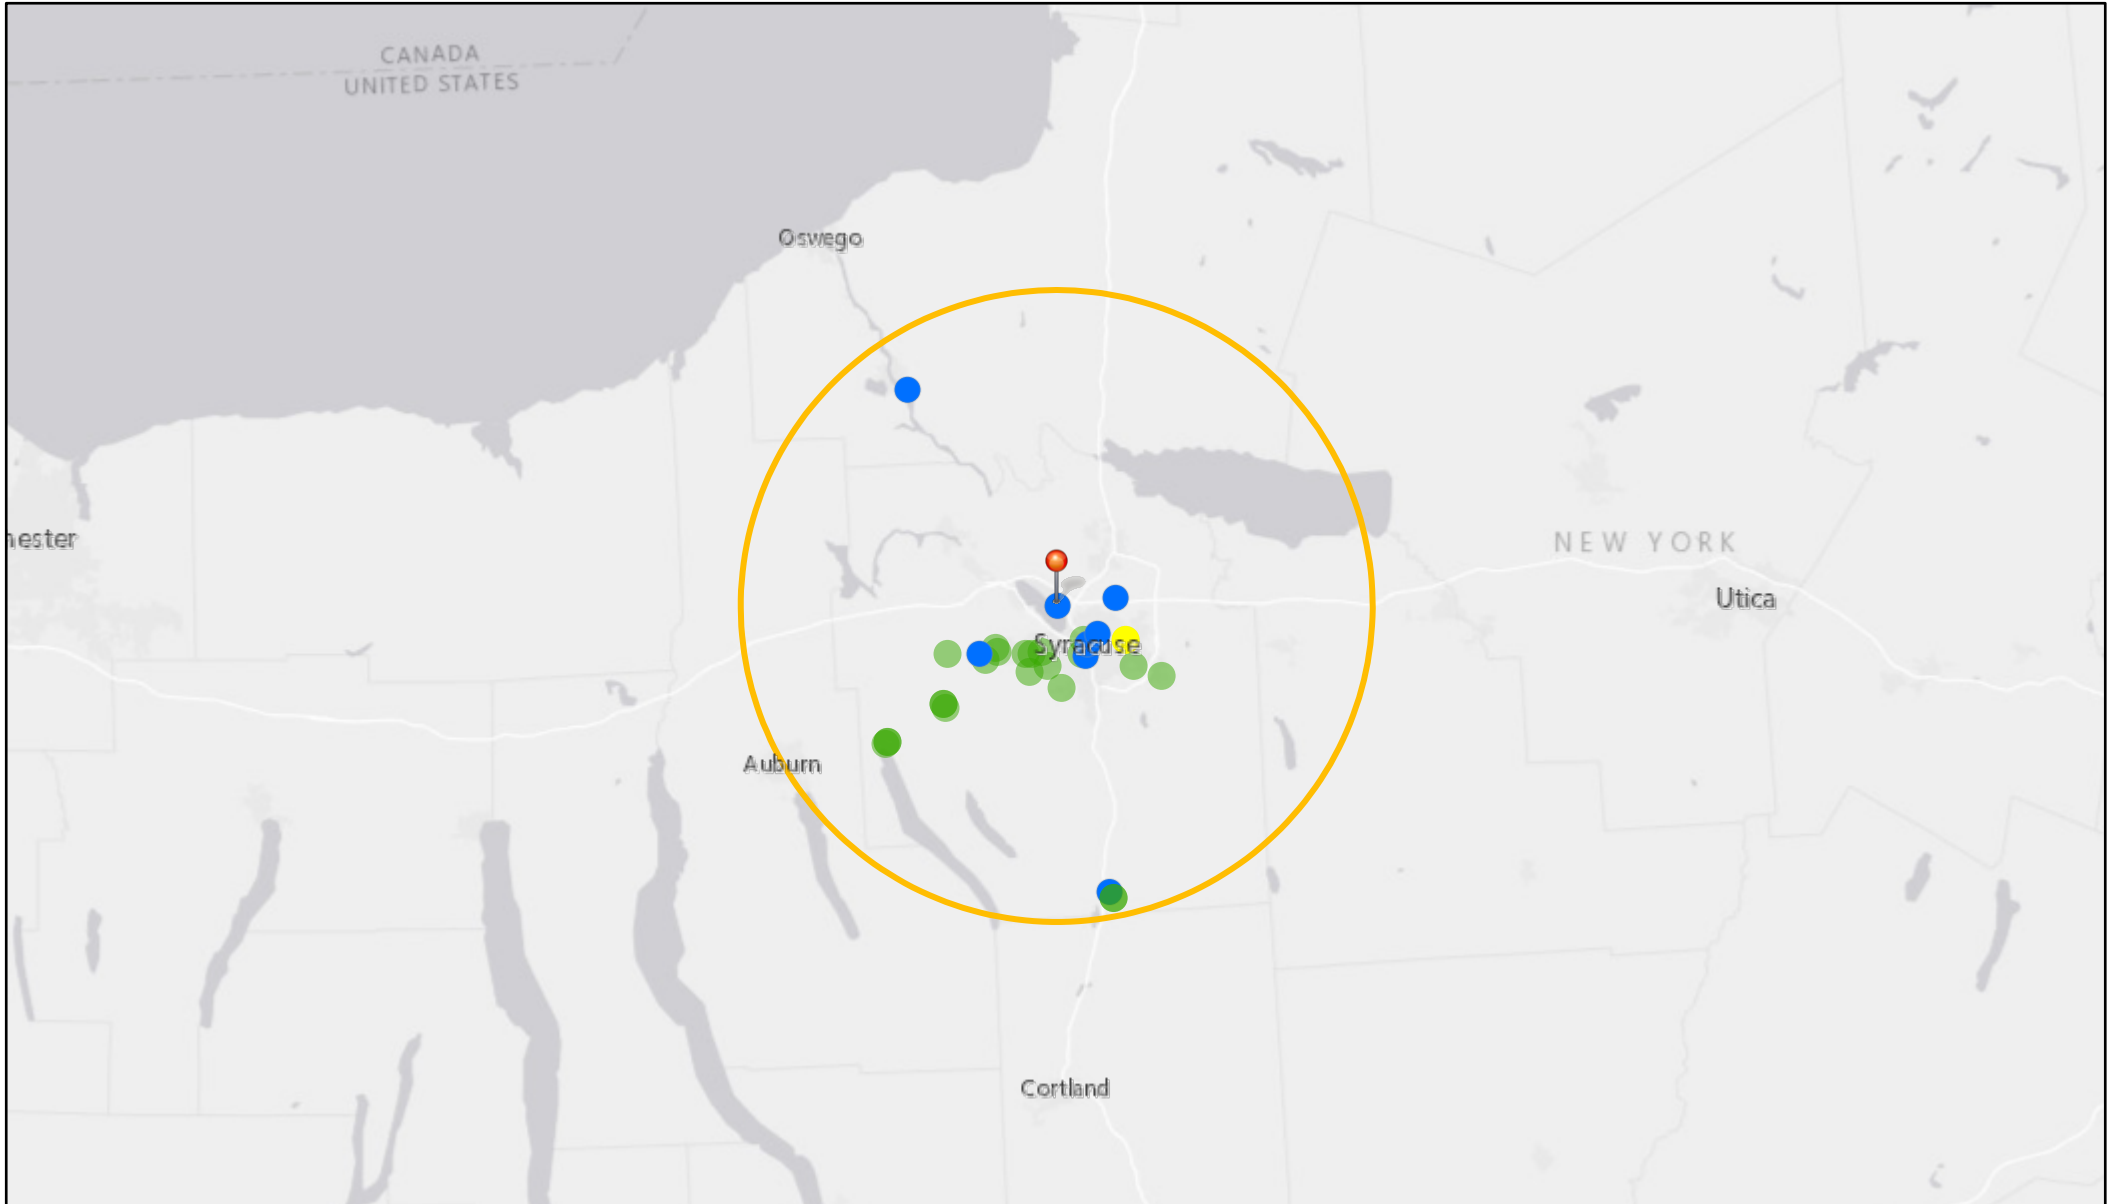 CANADA
UNITED STATES
Oswego
hester
NEW YORK
Utica
Syracuse
Auburn
Cortland